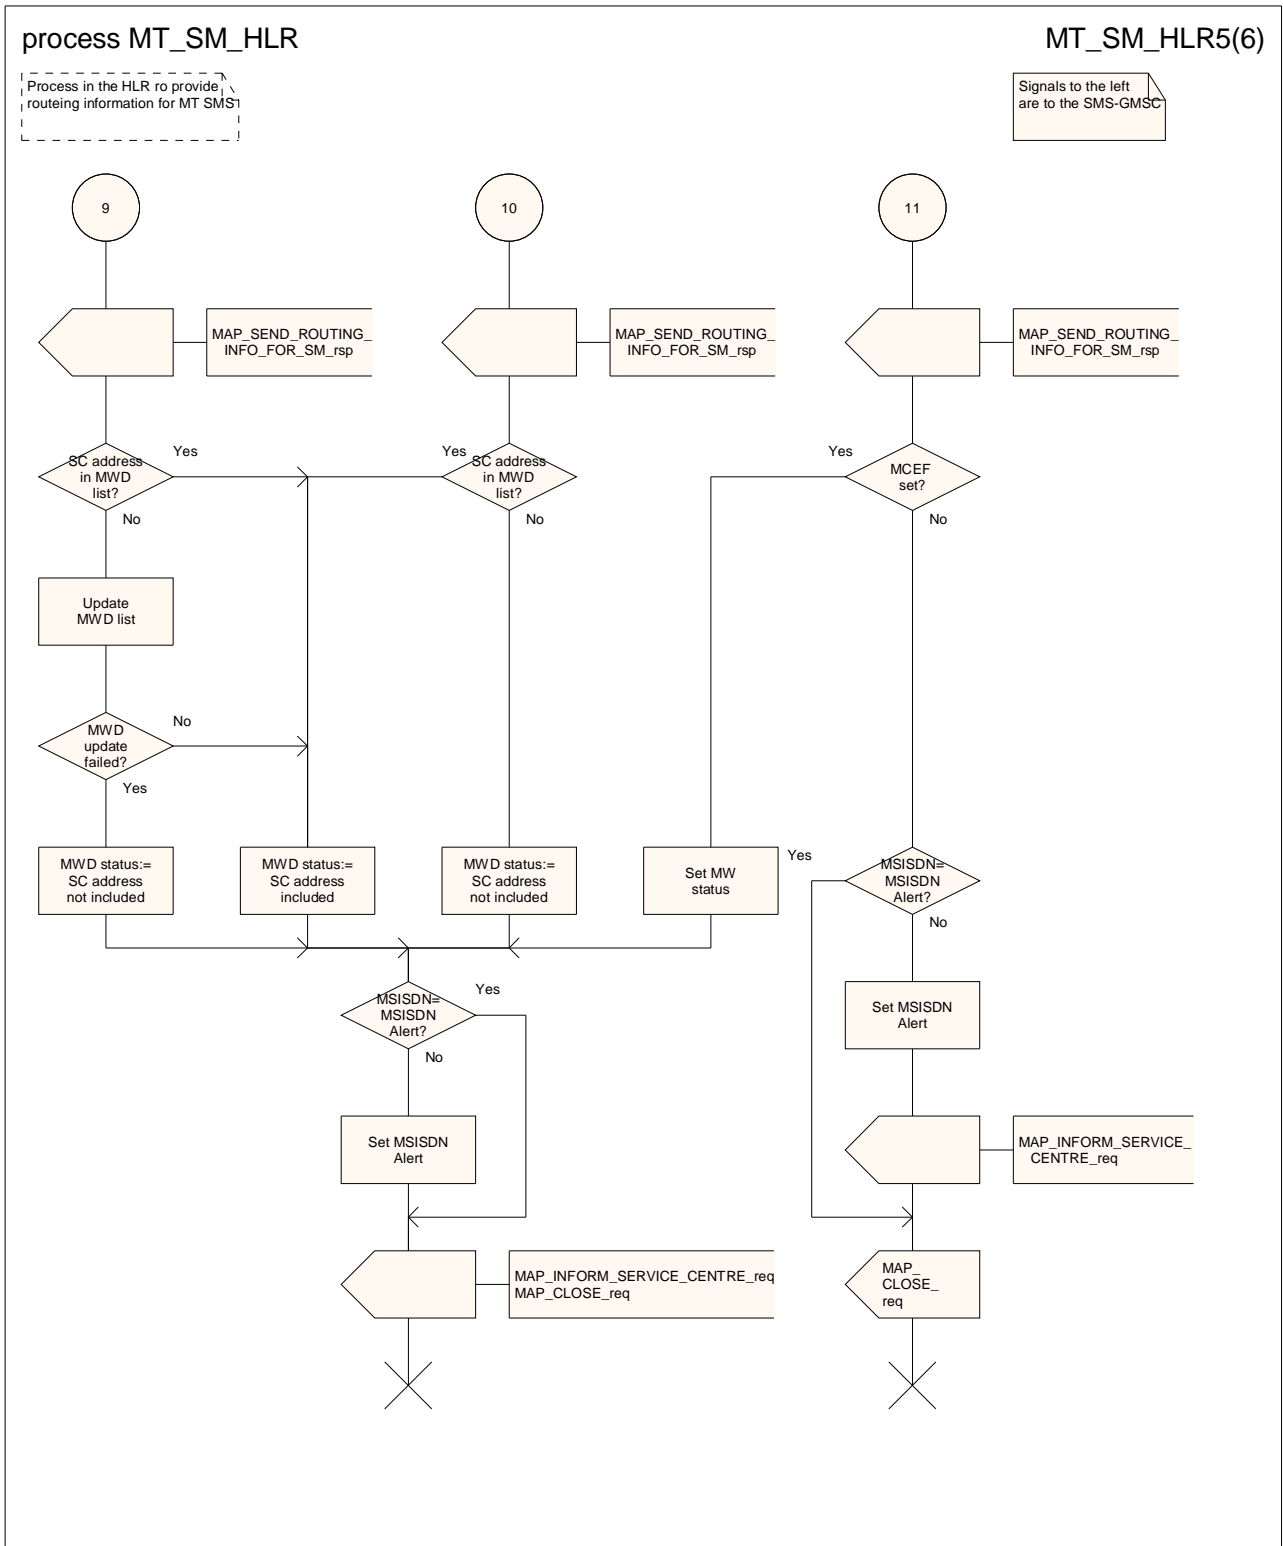 process MT_SM_HLR
MT_SM_HLR5(6)
Process in the HLR ro provide
routeing information for MT SMS
Signals to the left
are to the SMS-GMSC
9
10
11
MAP_SEND_ROUTING_
INFO_FOR_SM_rsp
MAP_SEND_ROUTING_
INFO_FOR_SM_rsp
MAP_SEND_ROUTING_
INFO_FOR_SM_rsp
SC address
in MWD
list?
Yes
No
Yes
SC address
in MWD
list?
No
Yes
MCEF
set?
No
Update
MWD list
MWD
update
failed?
No
Yes
MWD status:=
SC address
not included
MWD status:=
SC address
included
MWD status:=
SC address
not included
Set MW
status
Yes
MSISDN=
MSISDN
Alert?
No
MSISDN=
MSISDN
Alert?
Yes
No
Set MSISDN
Alert
Set MSISDN
Alert
MAP_INFORM_SERVICE_
CENTRE_req
MAP_INFORM_SERVICE_CENTRE_req
MAP_CLOSE_req
MAP_
CLOSE_
req